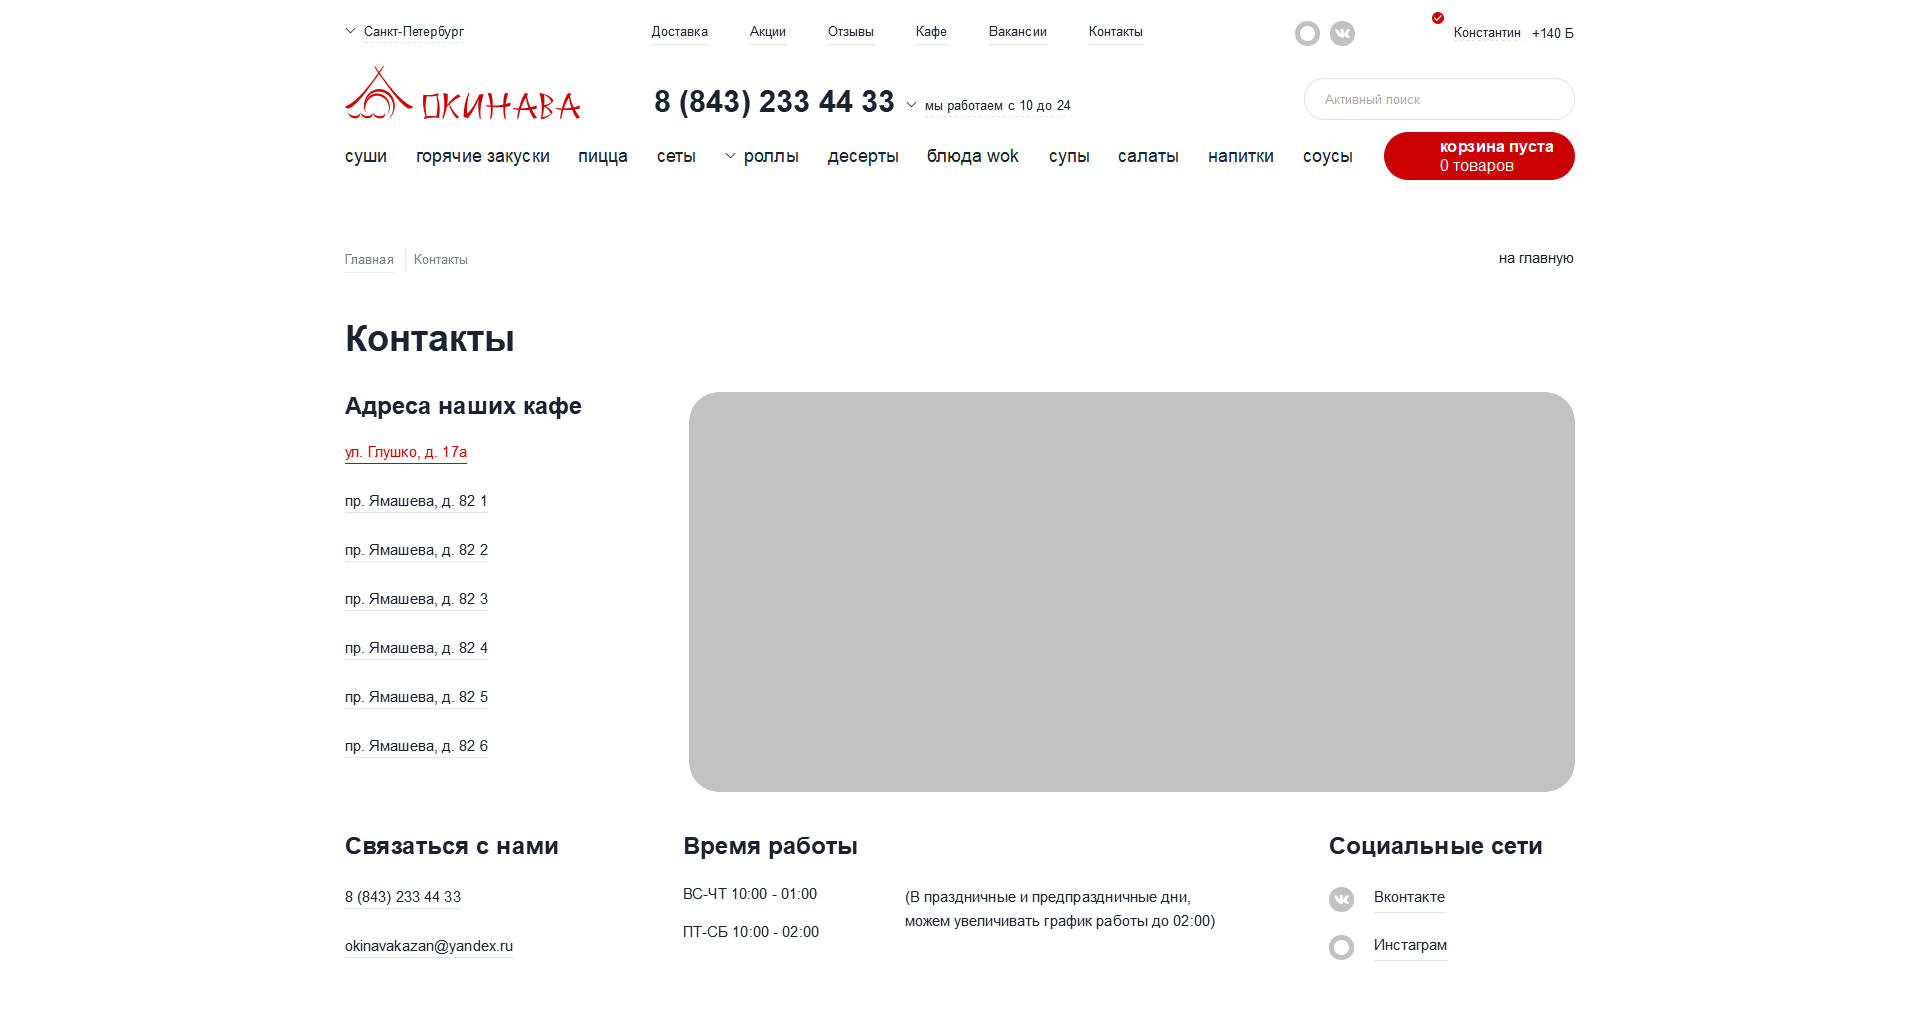 Санкт-Петербург
Доставка
Акции
Отзывы
Кафе
Вакансии
Контакты
Константин
+140 Б
ОКИНАВА
8 (843) 233 44 33
мы работаем с 10 до 24
Активный поиск
суши
горячие закуски
пицца
сеты
роллы
десерты
блюда wok
супы
салаты
напитки
соусы
корзина пуста
0 товаров
Главная
Контакты
на главную
Контакты
Адреса наших кафе
ул. Глушко, д. 17а
пр. Ямашева, д. 82 1
пр. Ямашева, д. 82 2
пр. Ямашева, д. 82 3
пр. Ямашева, д. 82 4
пр. Ямашева, д. 82 5
пр. Ямашева, д. 82 6
Связаться с нами
8 (843) 233 44 33
okinavakazan@yandex.ru
Время работы
ВС-ЧТ 10:00 - 01:00
ПТ-СБ 10:00 - 02:00
(В праздничные и предпраздничные дни,
можем увеличивать график работы до 02:00)
Социальные сети
Вконтакте
Инстаграм